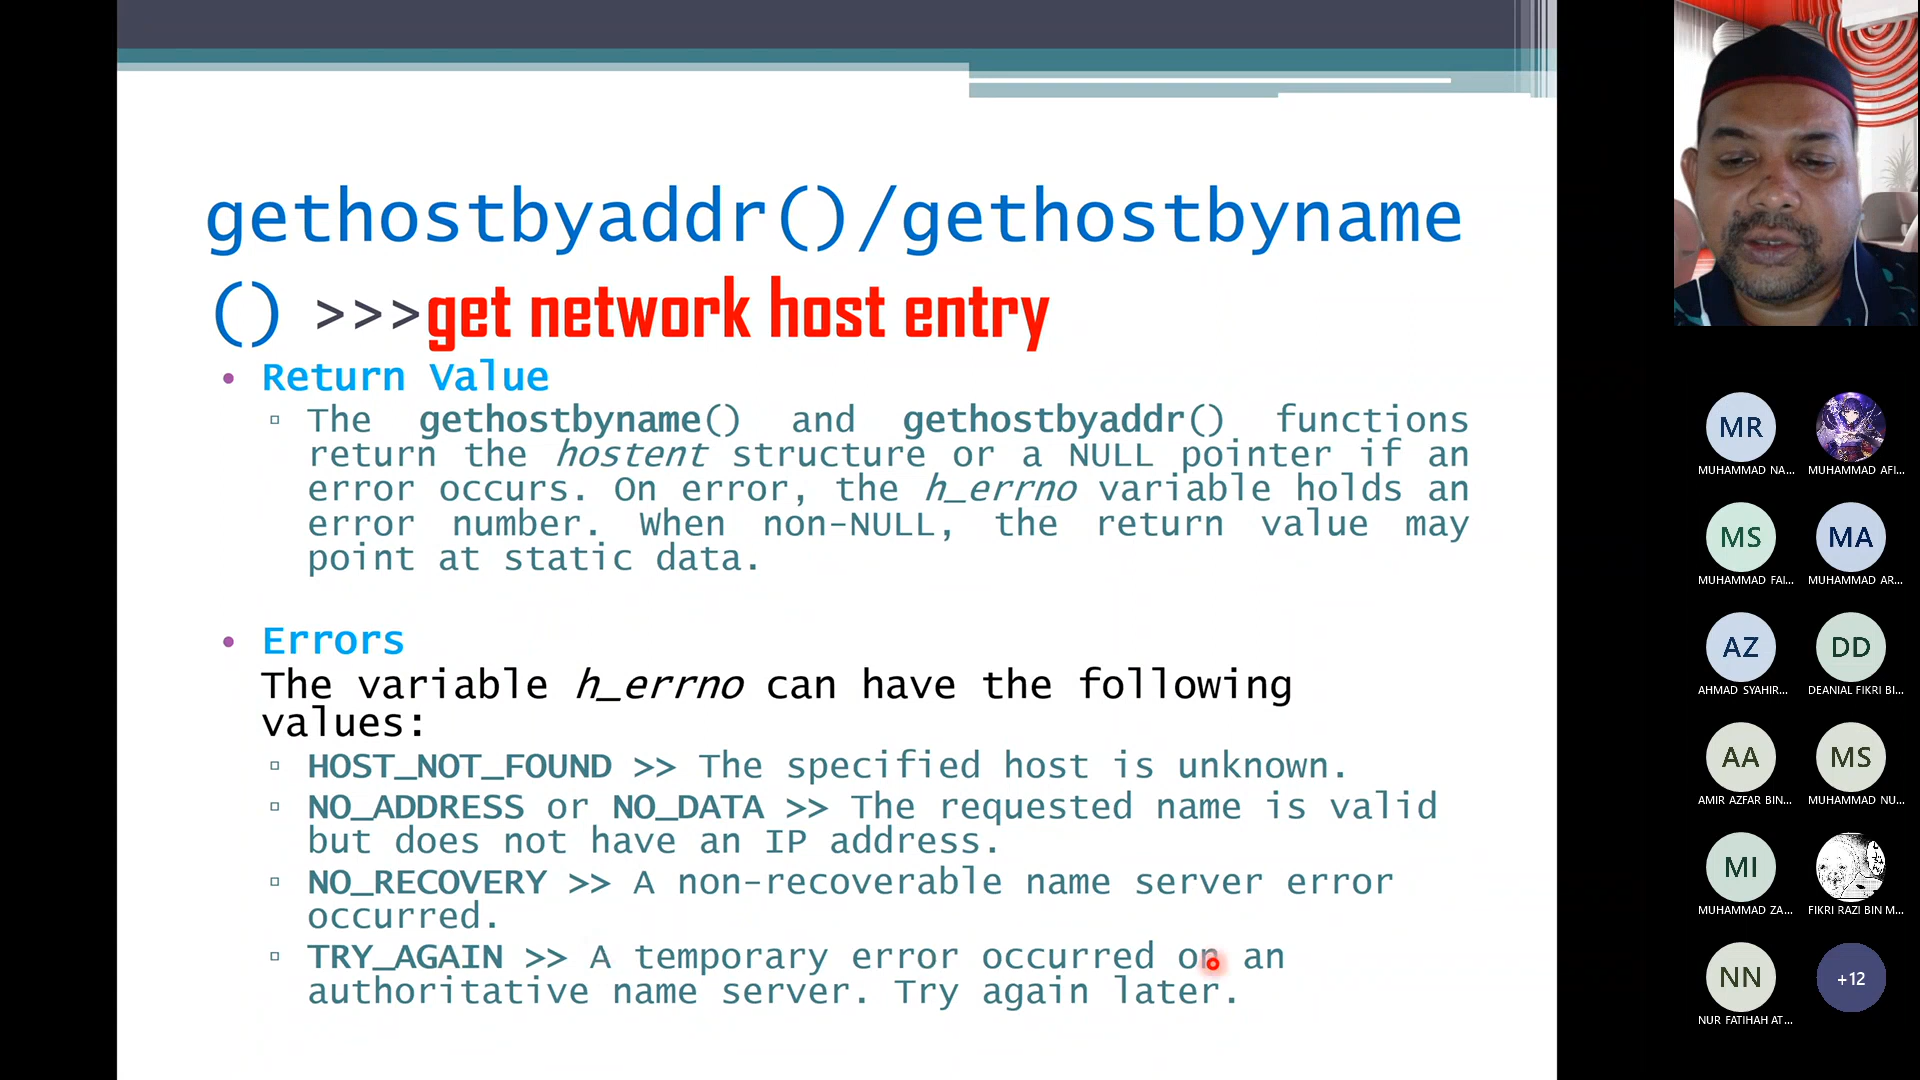 gethostbyaddr()/gethostbyname
() >>>get network host entry
• Return Value
▫ The gethostbyname() and gethostbyaddr() functions
return the hostent structure or a NULL pointer if an
error occurs. On error, the h_errno variable holds an
error number. When non-NULL, the return value may
point at static data.
• Errors
The variable h_errno can have the following
values:
▫ HOST_NOT_FOUND >> The specified host is unknown.
▫ NO_ADDRESS or NO_DATA >> The requested name is valid
but does not have an IP address.
▫ NO_RECOVERY >> A non-recoverable name server error
occurred.
▫ TRY_AGAIN >> A temporary error occurred on an
authoritative name server. Try again later.
MR
MUHAMMAD NA... MUHAMMAD AFI...
MS MA
MUHAMMAD FAI... MUHAMMAD AR...
AZ DD
AHMAD SYAHIR... DEANIAL FIKRI BI...
AA MS
AMIR AZFAR BIN... MUHAMMAD NU...
MI
MUHAMMAD ZA... FIKRI RAZI BIN M...
NN +12
NUR FATIHAH AT...